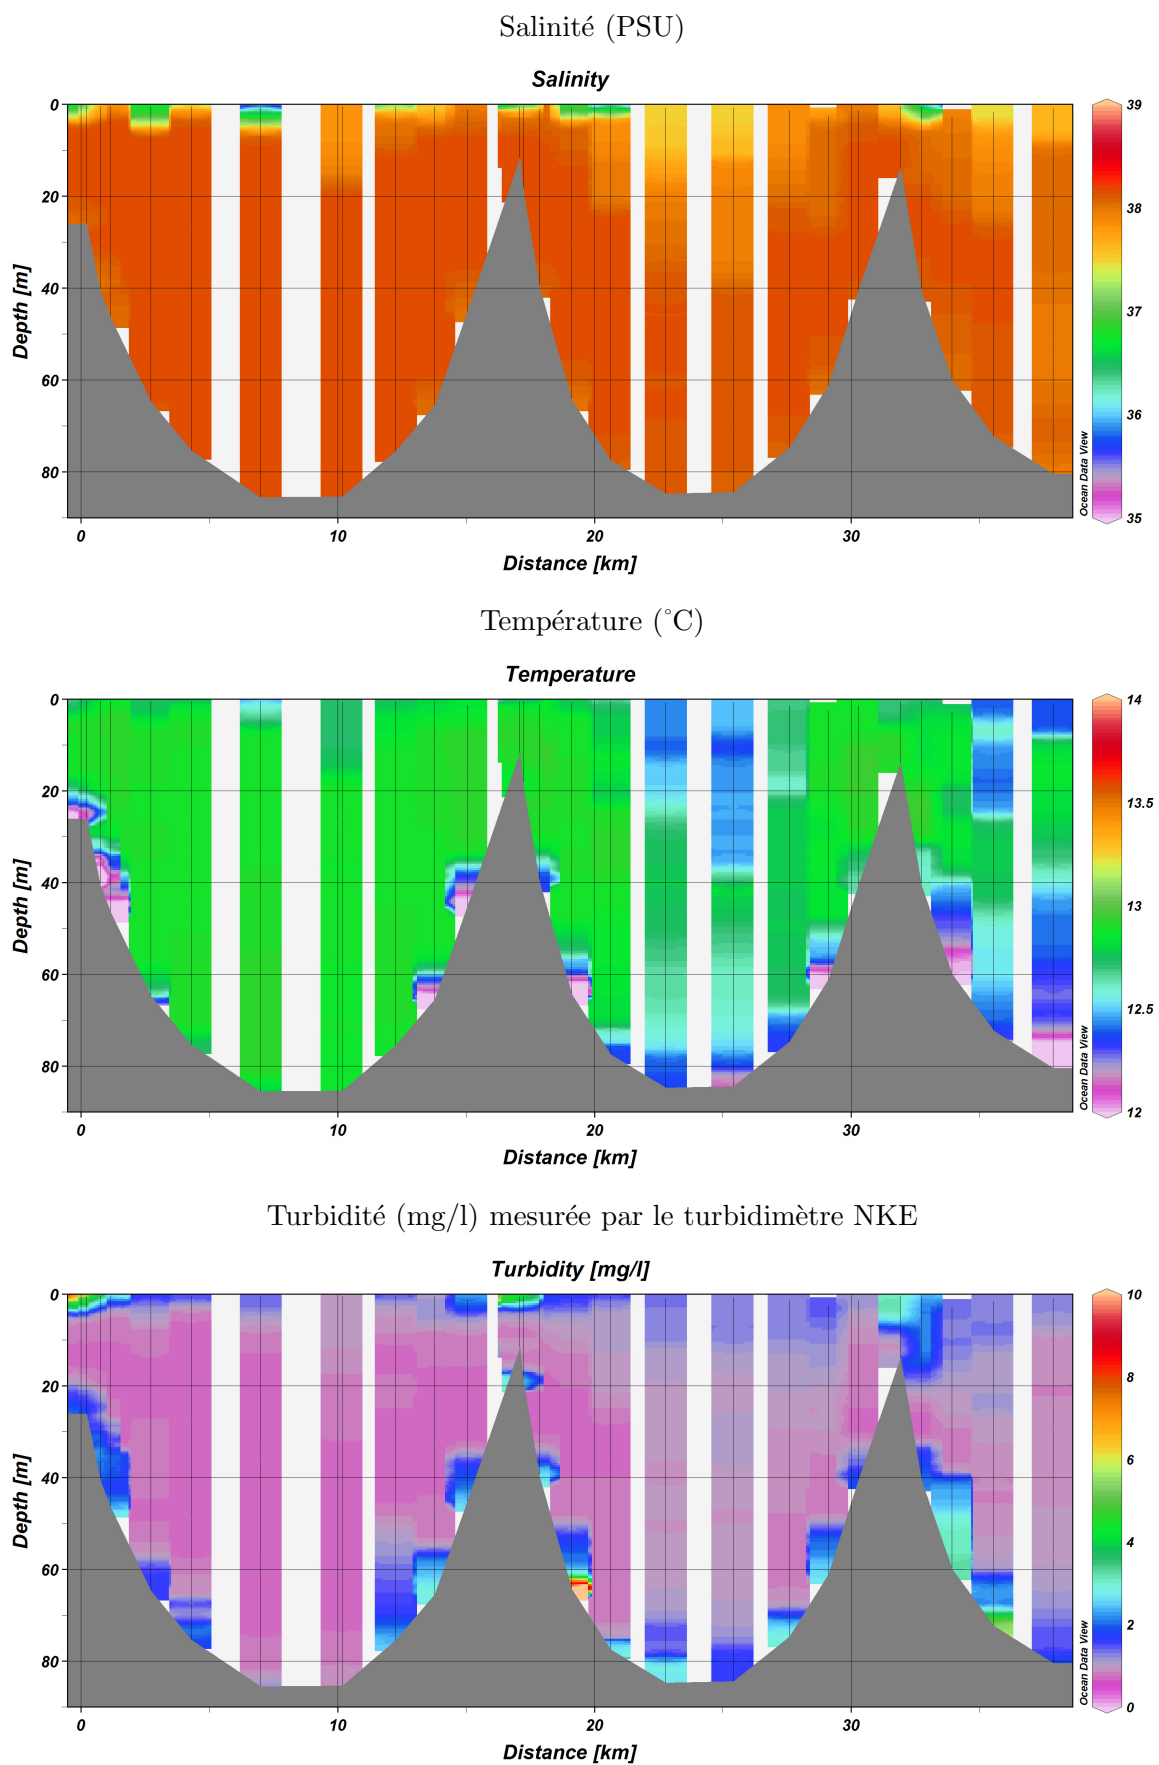 Salinité (PSU)
Salinity
0
20
40
60
80
Depth [m]
0 10 20 30
Distance [km]
39
38
37
36
35
Ocean Data View
Température (°C)
Temperature
0
20
40
60
80
Depth [m]
0 10 20 30
Distance [km]
14
13.5
13
12.5
12
Ocean Data View
Turbidité (mg/l) mesurée par le turbidimètre NKE
Turbidity [mg/l]
0
20
40
60
80
Depth [m]
0 10 20 30
Distance [km]
10
8
6
4
2
0
Ocean Data View